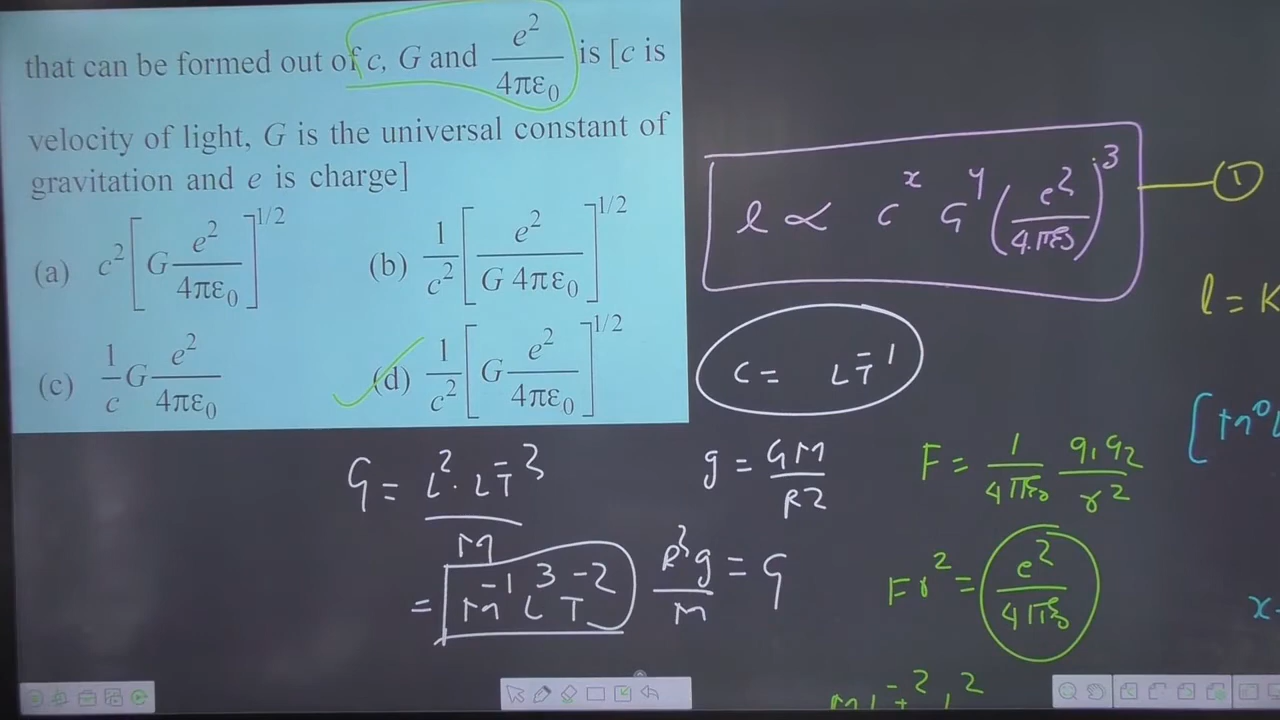 that can be formed out of c, G and e²/4πε₀ is [c is
velocity of light, G is the universal constant of
gravitation and e is charge]
(a) c² [G e²/4πε₀]^1/2
(b) 1/c² [e²/G 4πε₀]^1/2
(c) 1/c G e²/4πε₀
(d) 1/c² [G e²/4πε₀]^1/2
l ∝ c^x G^y (e²/4πε₀)^3
①
l = K
c = LT⁻¹
G = L². LT⁻³/M
= M⁻¹ L³ T⁻²
g = GM/R²
R²g/M = G
F = 1/4πε₀ q₁q₂/r²
Fr² = e²/4πε₀
[M⁰